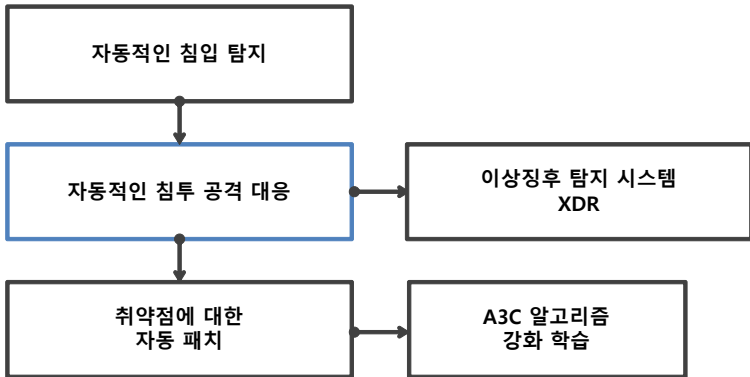 자동적인 침입 탐지
자동적인 침투 공격 대응
이상징후 탐지 시스템
XDR
취약점에 대한
자동 패치
A3C 알고리즘
강화 학습